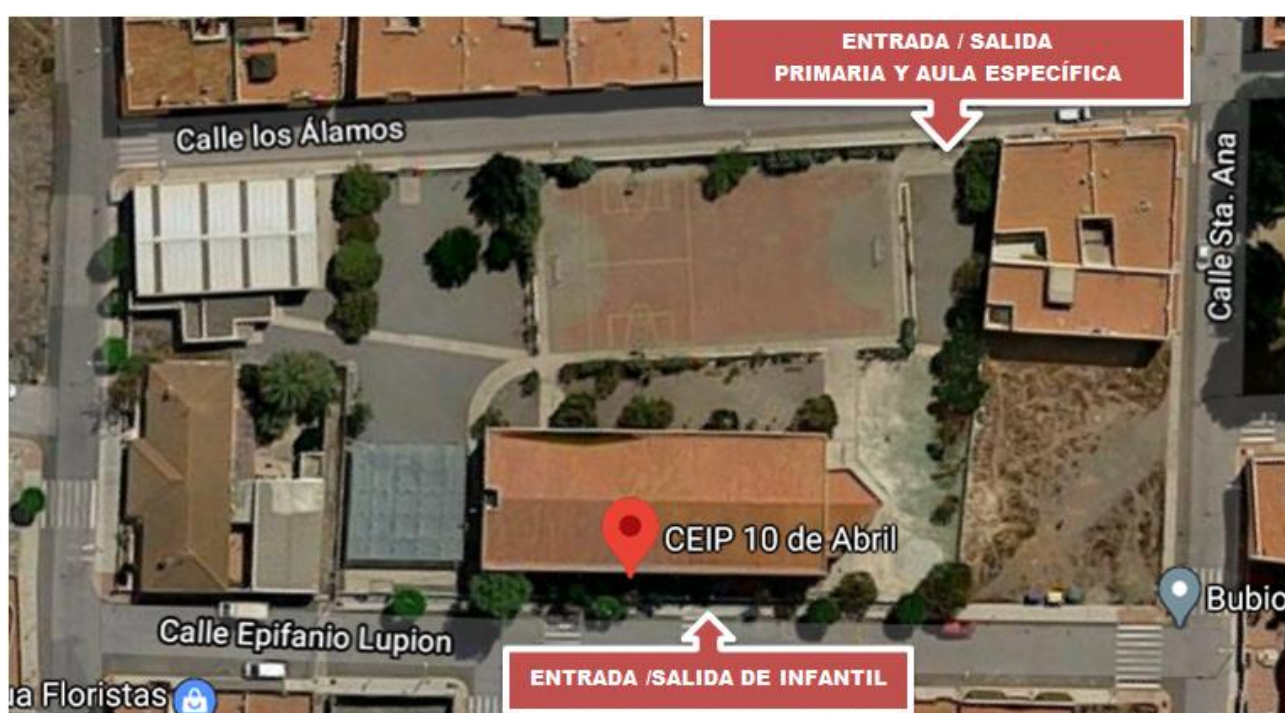 ENTRADA / SALIDA
PRIMARIA Y AULA ESPECÍFICA
Calle los Álamos
Calle Sta. Ana
CEIP 10 de Abril
Bubio
Calle Epifanio Lupion
ENTRADA /SALIDA DE INFANTIL
ua Floristas